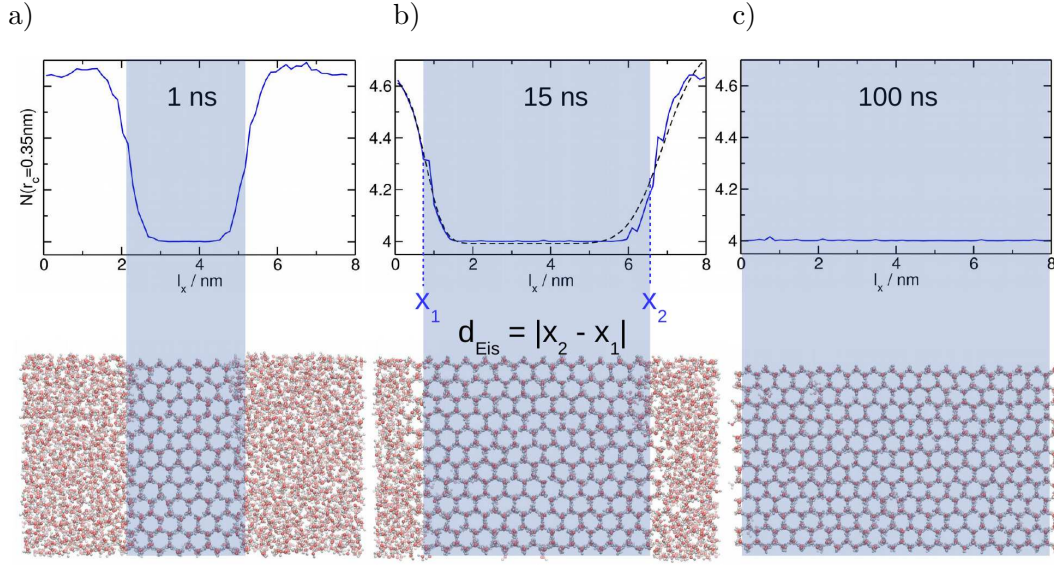 a)
b)
c)
1 ns
15 ns
100 ns
N(r_c=0.35nm)
4.6
4.4
4.2
4
4.6
4.4
4.2
4
0 2 4 6 8
0 2 4 6 8
0 2 4 6 8
l_x / nm
l_x / nm
l_x / nm
x_1
x_2
d_Eis = |x_2 - x_1|